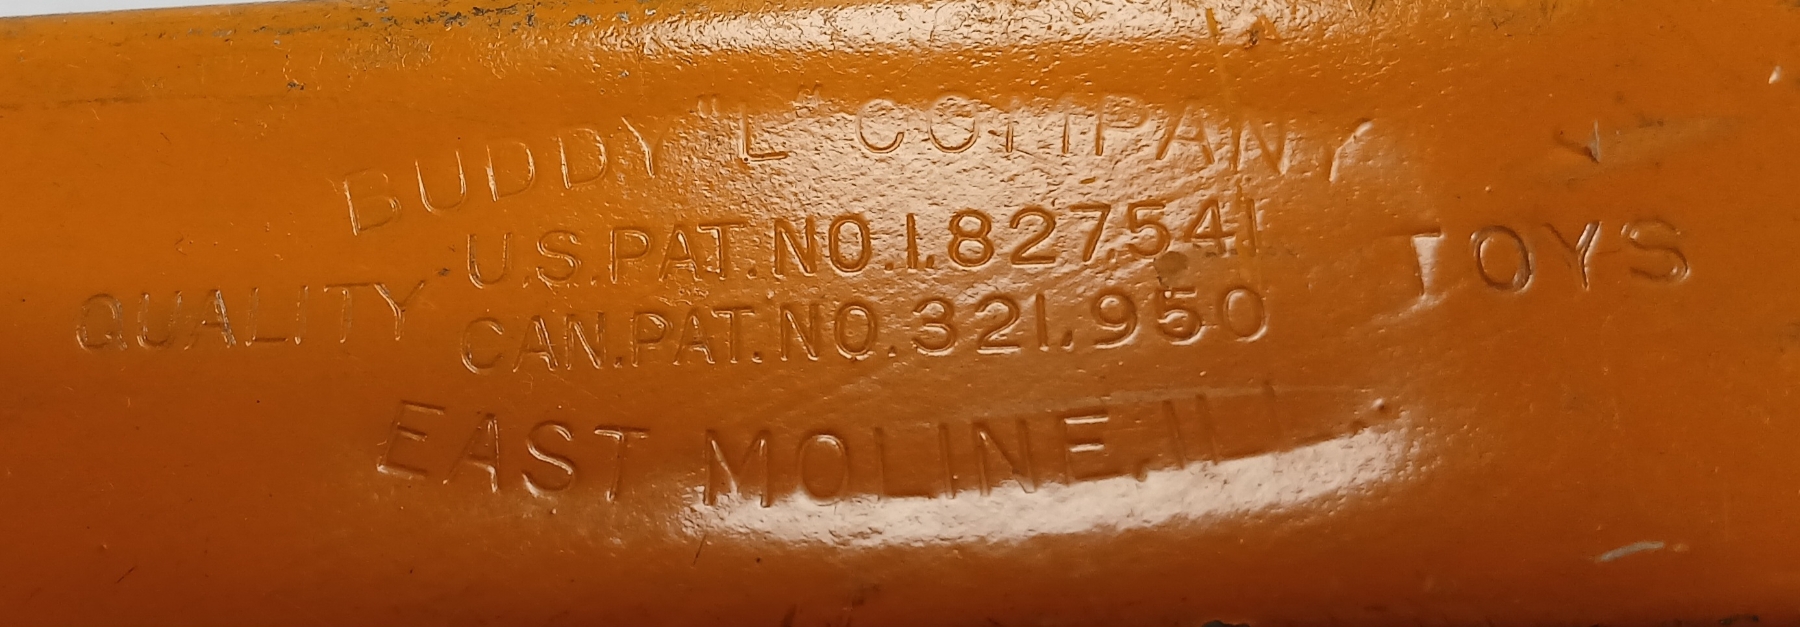 BUDDY "L" COMPANY
U.S.PAT.NO.1.827.541
QUALITY TOYS
CAN.PAT.NO.321.950
EAST MOLINE, ILL.